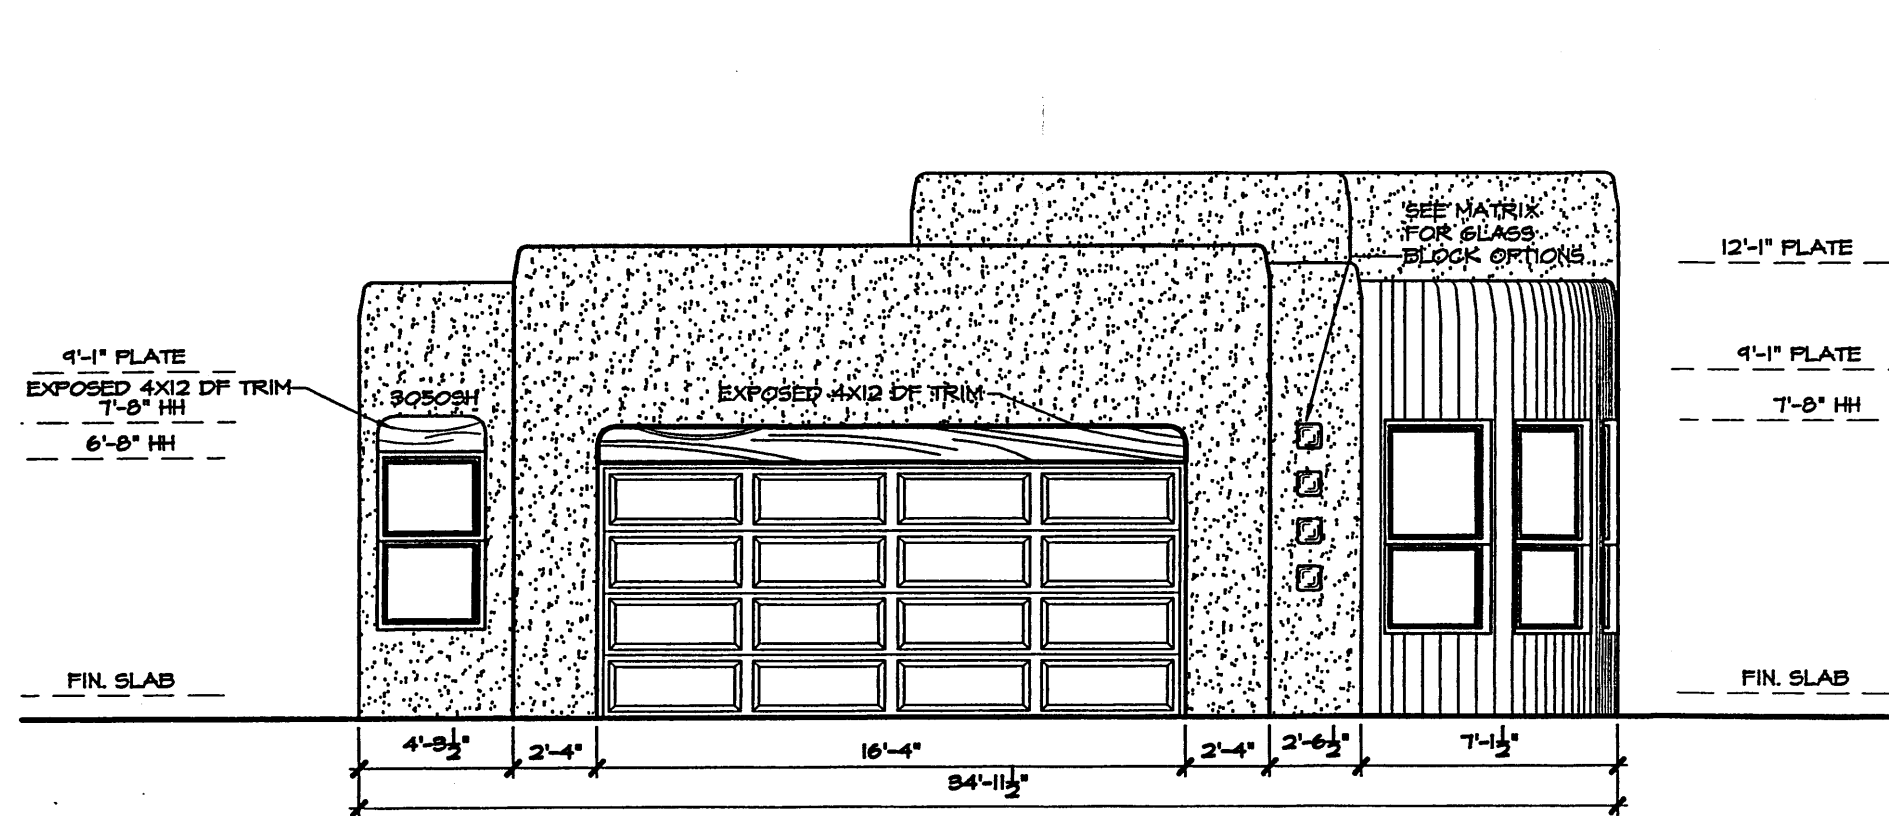 SEE MATRIX
FOR GLASS
BLOCK OPTIONS
12'-1" PLATE
9'-1" PLATE
9'-1" PLATE
EXPOSED 4X12 DF TRIM
3050SH
EXPOSED 4X12 DF TRIM
7'-8" HH
7'-8" HH
6'-8" HH
FIN. SLAB
FIN. SLAB
4'-3½"
2'-4"
16'-4"
2'-4"
2'-6½"
7'-1½"
34'-11½"